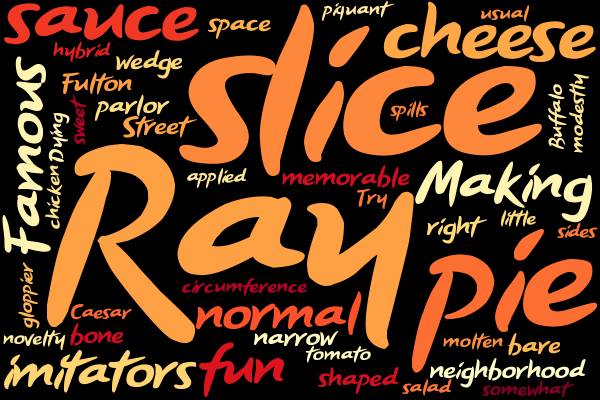 sauce
space
piquant
usual
cheese
hybrid
wedge
slice
Famous
Fulton
parlor
Street
sweet
spills
Buffalo
modestly
chicken
Dying
applied
memorable
Try
Making
Ray
right
little
sides
gloppier
circumference
pie
Caesar
normal
novelty
bone
narrow
tomato
molten
bare
imitators
fun
shaped
salad
neighborhood
somewhat